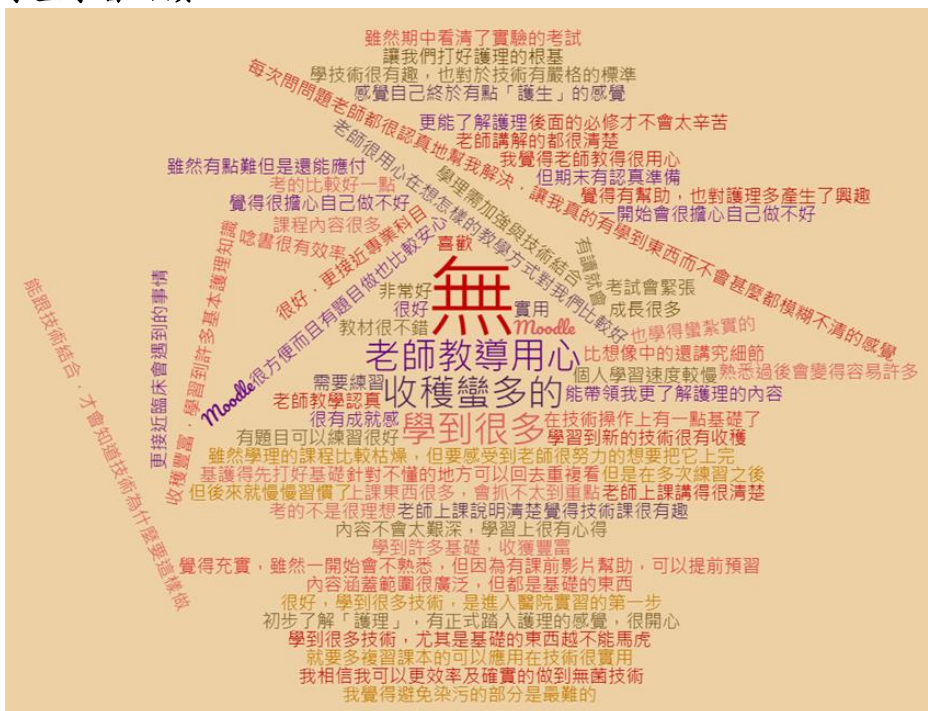 雖然期中看清了實驗的考試
讓我們打好護理的根基
學技術很有趣，也對於技術有嚴格的標準
感覺自己終於有點「護生」的感覺
每次問問題老師都很認真地幫我解決，讓我真的有學到東西而不會甚麼都模糊不清的感覺
更能了解護理後面的必修才不會太辛苦
老師講解的都很清楚
老師很用心在想怎樣的教學方式對我們比較好
我覺得老師教得很用心
雖然有點難但是還能應付
學理需加強與技術結合
但期末有認真準備
考的比較好一點
覺得有幫助，也對護理多產生了興趣
覺得很擔心自己做不好
一開始會很擔心自己做不好
課程內容很多
唸書很有效率
很好．更接近專業科目
喜歡
有讀就會
能跟技術結合．才會知道技術為什麼要這樣做
更接近臨床會遇到的事情
收穫豐富，學習到許多基本護理知識
Moodle很方便而且有題目做也比較安心
無
非常好
考試會緊張
很好
實用
成長很多
教材很不錯
Moodle
也學得蠻紮實的
老師教導用心
比想像中的還講究細節
個人學習速度較慢
熟悉過後會變得容易許多
需要練習
收穫蠻多的
能帶領我更了解護理的內容
老師教學認真
很有成就感
學到很多
在技術操作上有一點基礎了
有題目可以練習很好
學習到新的技術很有收穫
雖然學理的課程比較枯燥，但要感受到老師很努力的想要把它上完
基護得先打好基礎
針對不懂的地方可以回去重複看
但是在多次練習之後
但後來就慢慢習慣了
上課東西很多，會抓不太到重點
老師上課講得很清楚
考的不是很理想
老師上課說明清楚
覺得技術課很有趣
內容不會太艱深，學習上很有心得
學到許多基礎，收穫豐富
覺得充實，雖然一開始會不熟悉，但因為有課前影片幫助，可以提前預習
內容涵蓋範圍很廣泛，但都是基礎的東西
很好，學到很多技術，是進入醫院實習的第一步
初步了解「護理」，有正式踏入護理的感覺，很開心
學到很多技術，尤其是基礎的東西越不能馬虎
就要多複習課本的
可以應用在技術很實用
我相信我可以更效率及確實的做到無菌技術
我覺得避免染污的部分是最難的